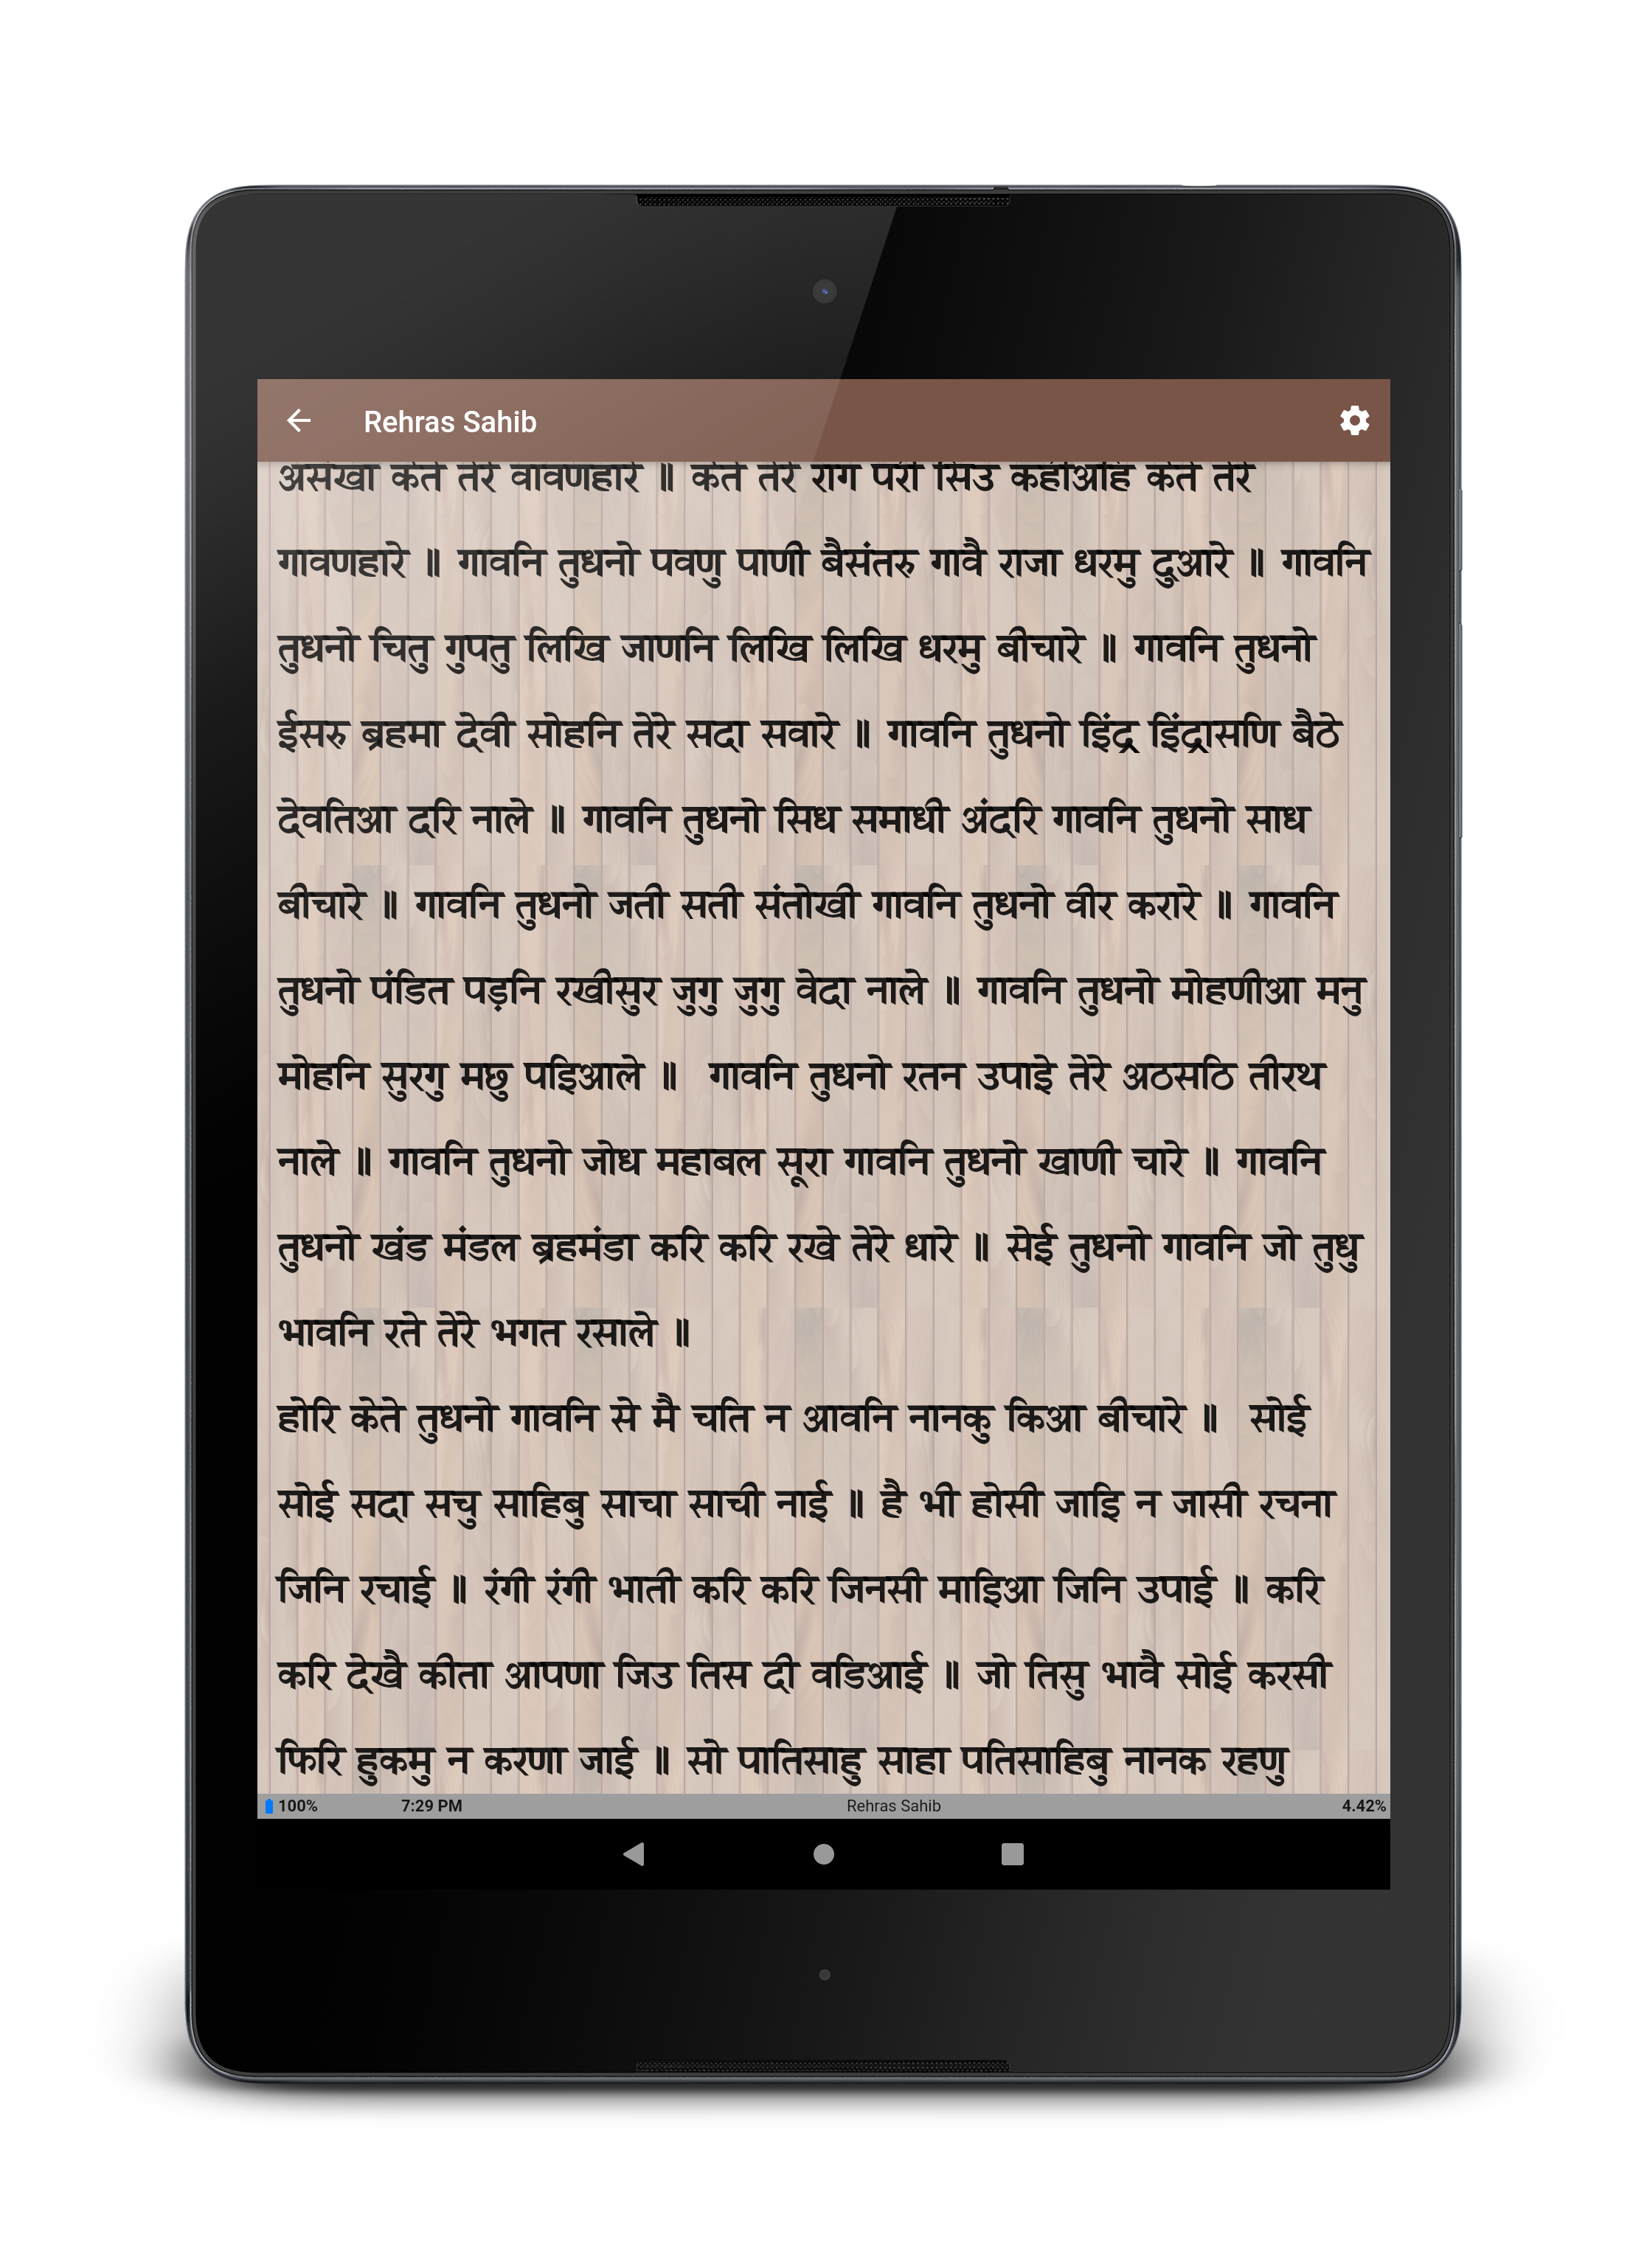 Rehras Sahib
असंखा केते तेरे वावणहारे ॥ केते तेरे राग परी सिउ कहीअहि केते तेरे
गावणहारे ॥ गावनि तुधनो पवणु पाणी बैसंतरु गावै राजा धरमु दुआरे ॥ गावनि
तुधनो चितु गुपतु लिखि जाणनि लिखि लिखि धरमु बीचारे ॥ गावनि तुधनो
ईसरु ब्रहमा देवी सोहनि तेरे सदा सवारे ॥ गावनि तुधनो इिंद्र इिंद्रासणि बैठे
देवतिआ दरि नाले ॥ गावनि तुधनो सिध समाधी अंदरि गावनि तुधनो साध
बीचारे ॥ गावनि तुधनो जती सती संतोखी गावनि तुधनो वीर करारे ॥ गावनि
तुधनो पंडित पड़नि रखीसुर जुगु जुगु वेदा नाले ॥ गावनि तुधनो मोहणीआ मनु
मोहनि सुरगु मछु पइिआले ॥ गावनि तुधनो रतन उपाइे तेरे अठसठि तीरथ
नाले ॥ गावनि तुधनो जोध महाबल सूरा गावनि तुधनो खाणी चारे ॥ गावनि
तुधनो खंड मंडल ब्रहमंडा करि करि रखे तेरे धारे ॥ सेई तुधनो गावनि जो तुधु
भावनि रते तेरे भगत रसाले ॥
होरि केते तुधनो गावनि से मै चति न आवनि नानकु किआ बीचारे ॥ सोई
सोई सदा सचु साहिबु साचा साची नाई ॥ है भी होसी जाइि न जासी रचना
जिनि रचाई ॥ रंगी रंगी भाती करि करि जिनसी माइिआ जिनि उपाई ॥ करि
करि देखै कीता आपणा जिउ तिस दी वडिआई ॥ जो तिसु भावै सोई करसी
फिरि हुकमु न करणा जाई ॥ सो पातिसाहु साहा पतिसाहिबु नानक रहणु
100% 7:29 PM Rehras Sahib 4.42%